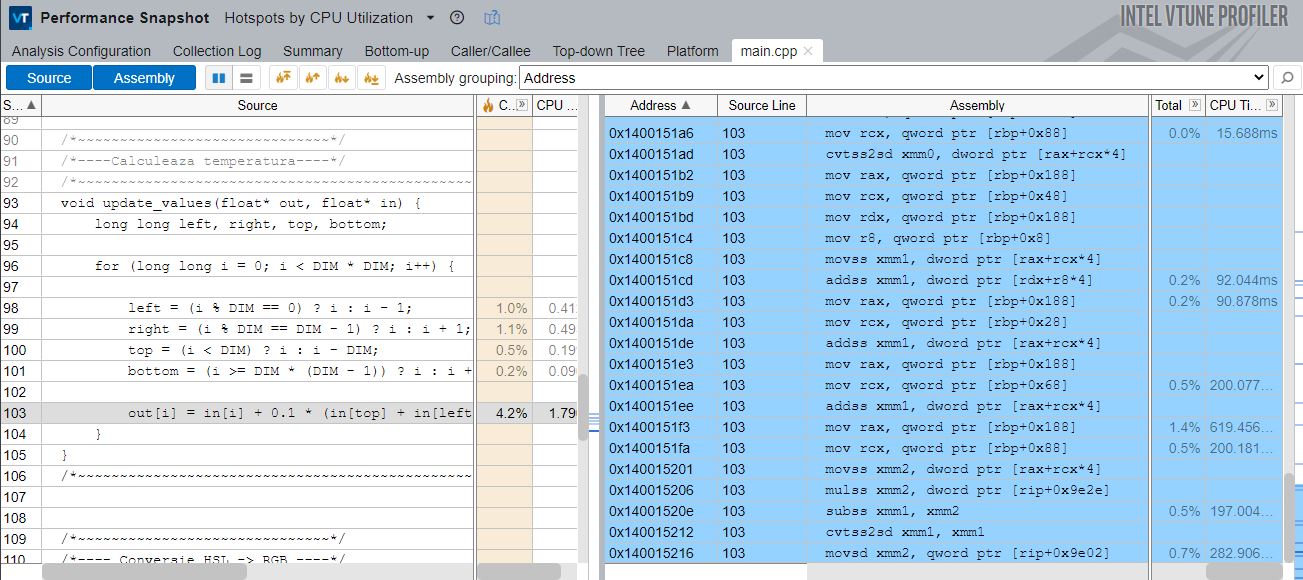 VT Performance Snapshot Hotspots by CPU Utilization
INTEL VTUNE PROFILER
Analysis Configuration Collection Log Summary Bottom-up Caller/Callee Top-down Tree Platform main.cpp ×
Source Assembly Assembly grouping: Address
S... ▲ Source C... CPU ...
89
90 /*~~~~~~~~~~~~~~~~~~~~~~~~~~~~~~*/
91 /*----Calculeaza temperatura----*/
92 /*~~~~~~~~~~~~~~~~~~~~~~~~~~~~~~~~~~~~~~~~~~~~~~~
93 void update_values(float* out, float* in) {
94 long long left, right, top, bottom;
95
96 for (long long i = 0; i < DIM * DIM; i++) {
97
98 left = (i % DIM == 0) ? i : i - 1; 1.0% 0.41
99 right = (i % DIM == DIM - 1) ? i : i + 1; 1.1% 0.49
100 top = (i < DIM) ? i : i - DIM; 0.5% 0.19
101 bottom = (i >= DIM * (DIM - 1)) ? i : i + 0.2% 0.09
102
103 out[i] = in[i] + 0.1 * (in[top] + in[left 4.2% 1.79
104 }
105 }
106 /*~~~~~~~~~~~~~~~~~~~~~~~~~~~~~~~~~~~~~~~~~~~~~~~
107
108
109 /*~~~~~~~~~~~~~~~~~~~~~~~~~~~~~~*/
110 /*---- Conversie HSL -> RGB ----*/
Address ▲ Source Line Assembly Total CPU Ti...
0x1400151a6 103 mov rcx, qword ptr [rbp+0x88] 0.0% 15.688ms
0x1400151ad 103 cvtss2sd xmm0, dword ptr [rax+rcx*4]
0x1400151b2 103 mov rax, qword ptr [rbp+0x188]
0x1400151b9 103 mov rcx, qword ptr [rbp+0x48]
0x1400151bd 103 mov rdx, qword ptr [rbp+0x188]
0x1400151c4 103 mov r8, qword ptr [rbp+0x8]
0x1400151c8 103 movss xmm1, dword ptr [rax+rcx*4]
0x1400151cd 103 addss xmm1, dword ptr [rdx+r8*4] 0.2% 92.044ms
0x1400151d3 103 mov rax, qword ptr [rbp+0x188] 0.2% 90.878ms
0x1400151da 103 mov rcx, qword ptr [rbp+0x28]
0x1400151de 103 addss xmm1, dword ptr [rax+rcx*4]
0x1400151e3 103 mov rax, qword ptr [rbp+0x188]
0x1400151ea 103 mov rcx, qword ptr [rbp+0x68] 0.5% 200.077...
0x1400151ee 103 addss xmm1, dword ptr [rax+rcx*4]
0x1400151f3 103 mov rax, qword ptr [rbp+0x188] 1.4% 619.456...
0x1400151fa 103 mov rcx, qword ptr [rbp+0x88] 0.5% 200.181...
0x140015201 103 movss xmm2, dword ptr [rax+rcx*4]
0x140015206 103 mulss xmm2, dword ptr [rip+0x9e2e]
0x14001520e 103 subss xmm1, xmm2 0.5% 197.004...
0x140015212 103 cvtss2sd xmm1, xmm1
0x140015216 103 movsd xmm2, qword ptr [rip+0x9e02] 0.7% 282.906...